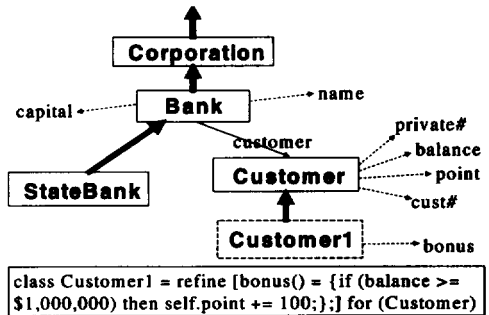 Corporation
Bank
name
capital
customer
private#
balance
point
cust#
StateBank
Customer
Customer1
bonus
class Customer1 = refine [bonus() = {if (balance >=
$1,000,000) then self.point += 100;};] for (Customer)